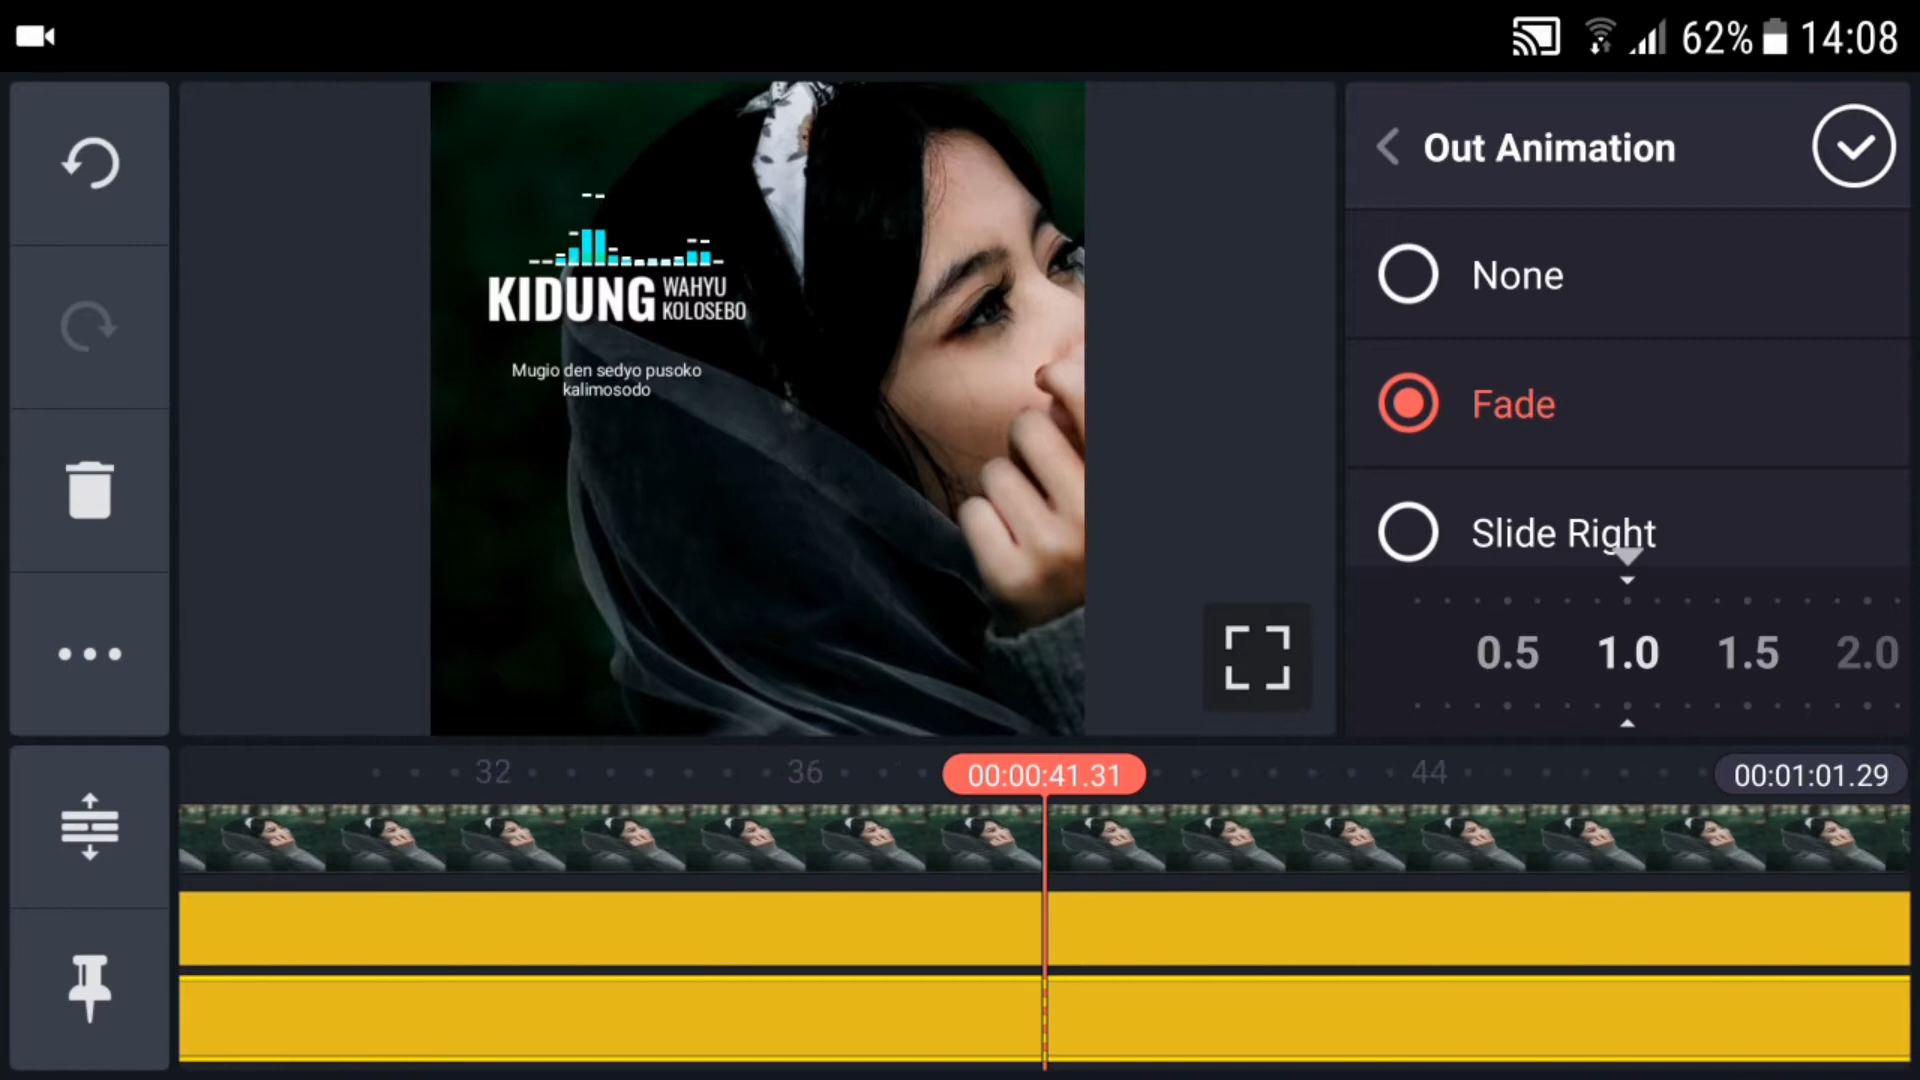 62% 14:08
Out Animation
None
Fade
Slide Right
0.5 1.0 1.5 2.0
KIDUNG WAHYU
KOLOSEBO
Mugio den sedyo pusoko
kalimosodo
32 36 00:00:41.31 44 00:01:01.29